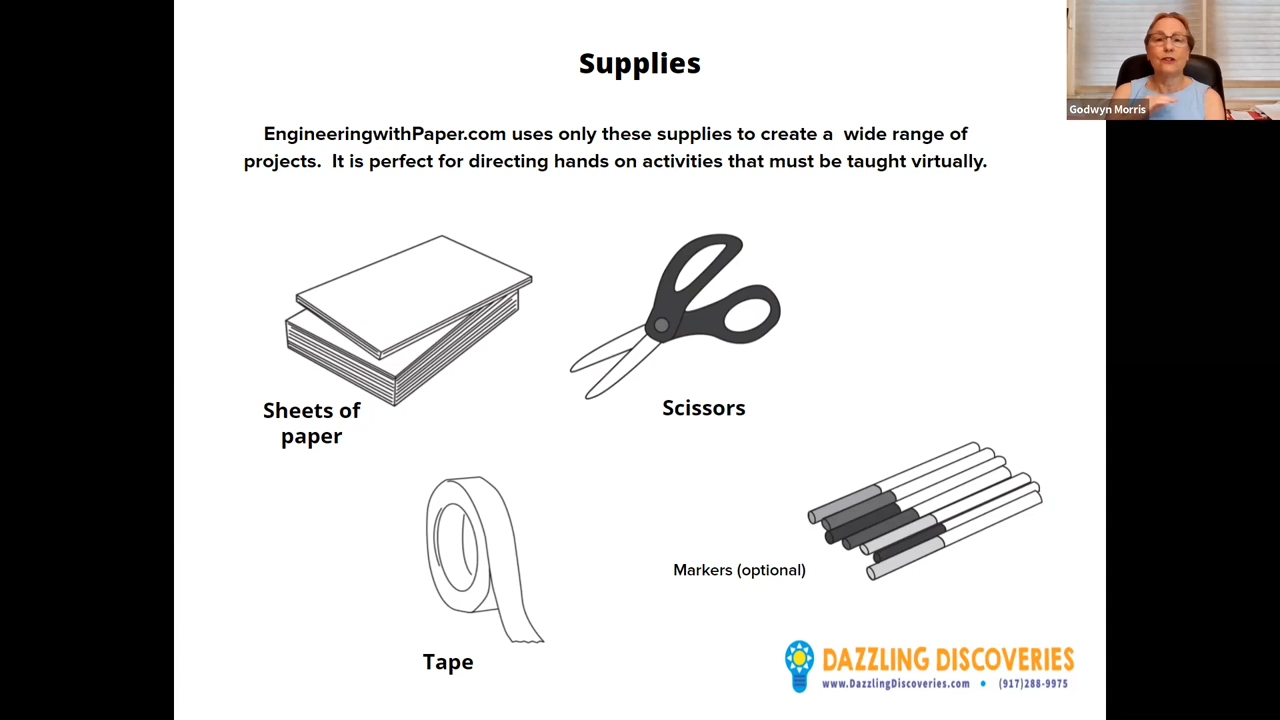 Supplies
Godwyn Morris
EngineeringwithPaper.com uses only these supplies to create a wide range of
projects. It is perfect for directing hands on activities that must be taught virtually.
Sheets of
paper
Scissors
Markers (optional)
Tape
DAZZLING DISCOVERIES
www.DazzlingDiscoveries.com • (917)288-9975